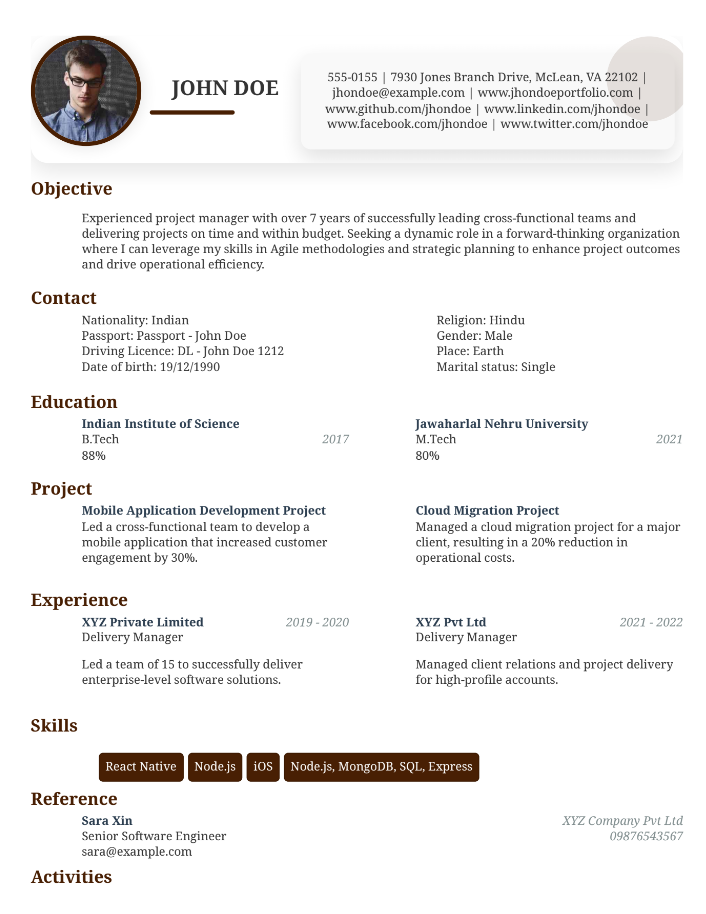 JOHN DOE
555-0155 | 7930 Jones Branch Drive, McLean, VA 22102 |
jhondoe@example.com | www.jhondoeportfolio.com |
www.github.com/jhondoe | www.linkedin.com/jhondoe |
www.facebook.com/jhondoe | www.twitter.com/jhondoe
Objective
Experienced project manager with over 7 years of successfully leading cross-functional teams and
delivering projects on time and within budget. Seeking a dynamic role in a forward-thinking organization
where I can leverage my skills in Agile methodologies and strategic planning to enhance project outcomes
and drive operational efficiency.
Contact
Nationality: Indian
Passport: Passport - John Doe
Driving Licence: DL - John Doe 1212
Date of birth: 19/12/1990
Religion: Hindu
Gender: Male
Place: Earth
Marital status: Single
Education
Indian Institute of Science
B.Tech 2017
88%
Jawaharlal Nehru University
M.Tech 2021
80%
Project
Mobile Application Development Project
Led a cross-functional team to develop a
mobile application that increased customer
engagement by 30%.
Cloud Migration Project
Managed a cloud migration project for a major
client, resulting in a 20% reduction in
operational costs.
Experience
XYZ Private Limited 2019 - 2020
Delivery Manager
Led a team of 15 to successfully deliver
enterprise-level software solutions.
XYZ Pvt Ltd 2021 - 2022
Delivery Manager
Managed client relations and project delivery
for high-profile accounts.
Skills
React Native Node.js iOS Node.js, MongoDB, SQL, Express
Reference
Sara Xin XYZ Company Pvt Ltd
Senior Software Engineer 09876543567
sara@example.com
Activities